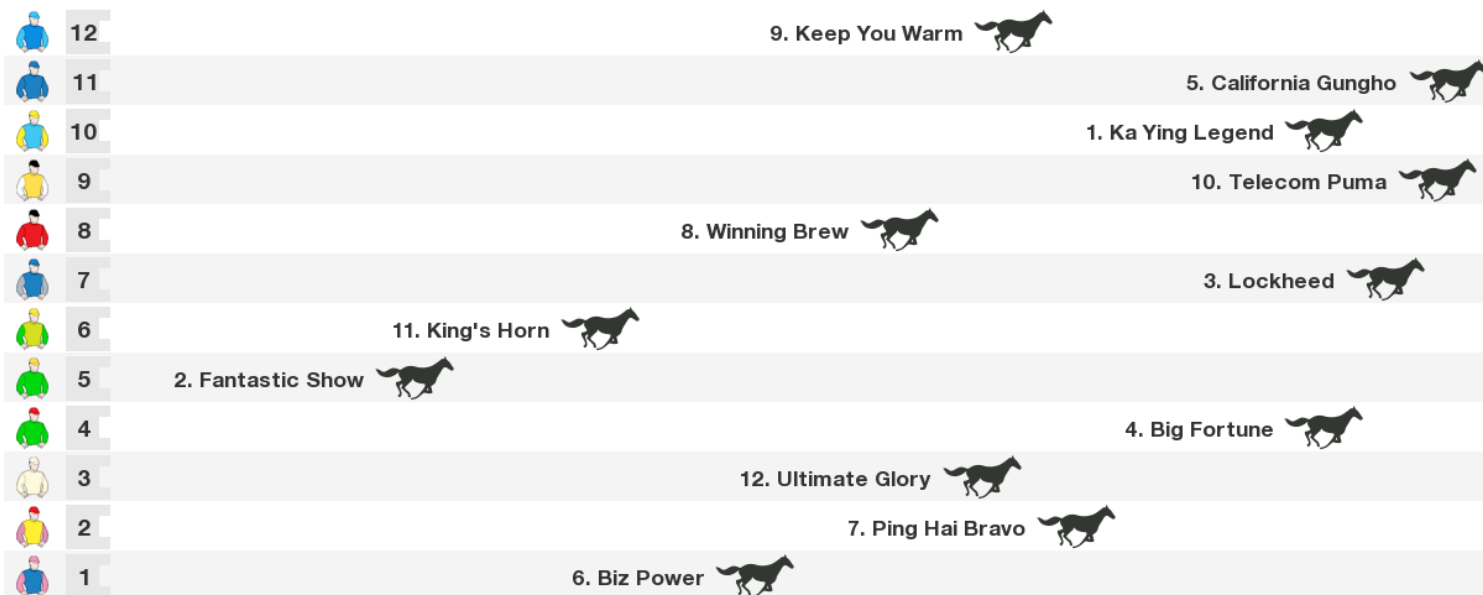 12 9. Keep You Warm
11 5. California Gungho
10 1. Ka Ying Legend
9 10. Telecom Puma
8 8. Winning Brew
7 3. Lockheed
6 11. King's Horn
5 2. Fantastic Show
4 4. Big Fortune
3 12. Ultimate Glory
2 7. Ping Hai Bravo
1 6. Biz Power